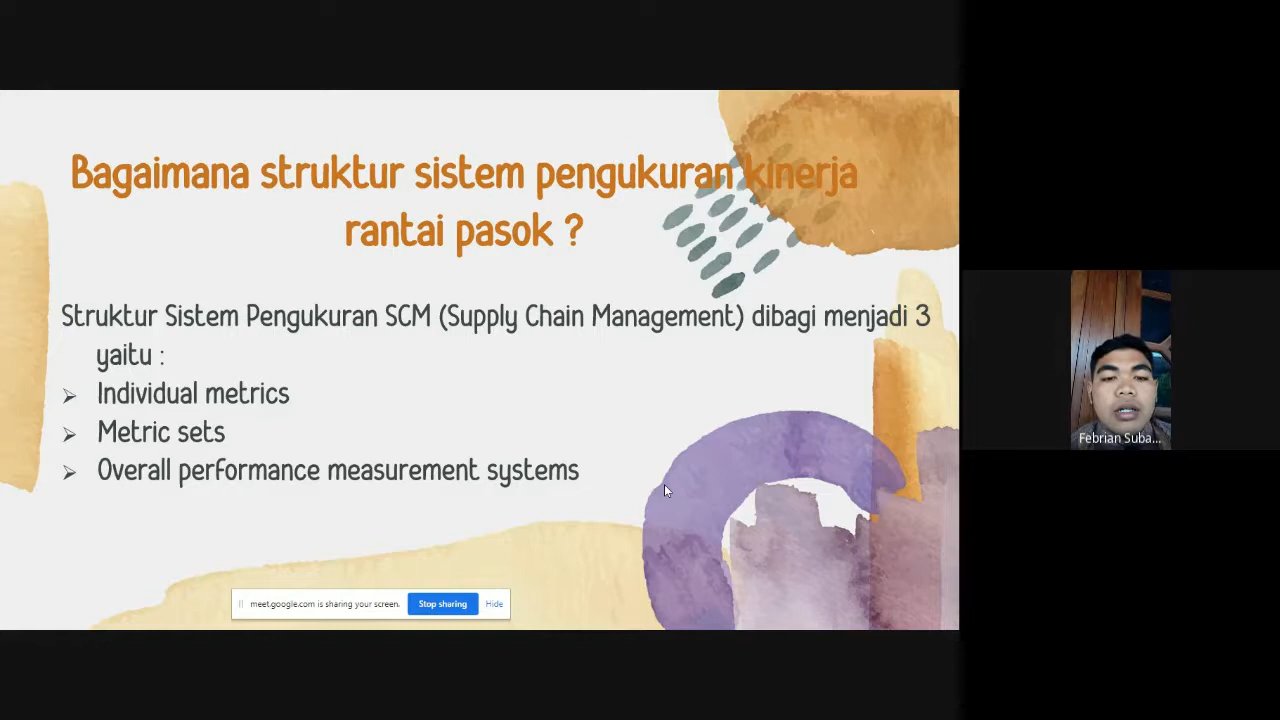 Bagaimana struktur sistem pengukuran kinerja
rantai pasok ?
Struktur Sistem Pengukuran SCM (Supply Chain Management) dibagi menjadi 3
yaitu :
➢ Individual metrics
➢ Metric sets
➢ Overall performance measurement systems
meet.google.com is sharing your screen. Stop sharing Hide
Febrian Suba...